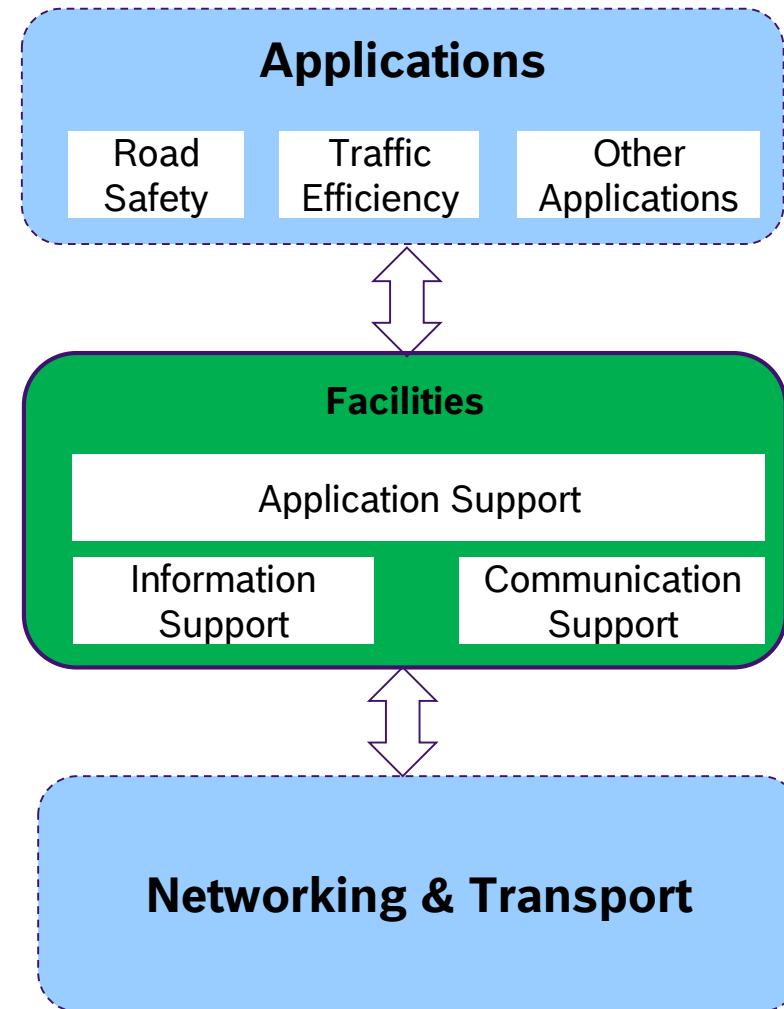 Applications
Road
Safety
Traffic
Efficiency
Other
Applications
Facilities
Application Support
Information
Support
Communication
Support
Networking & Transport